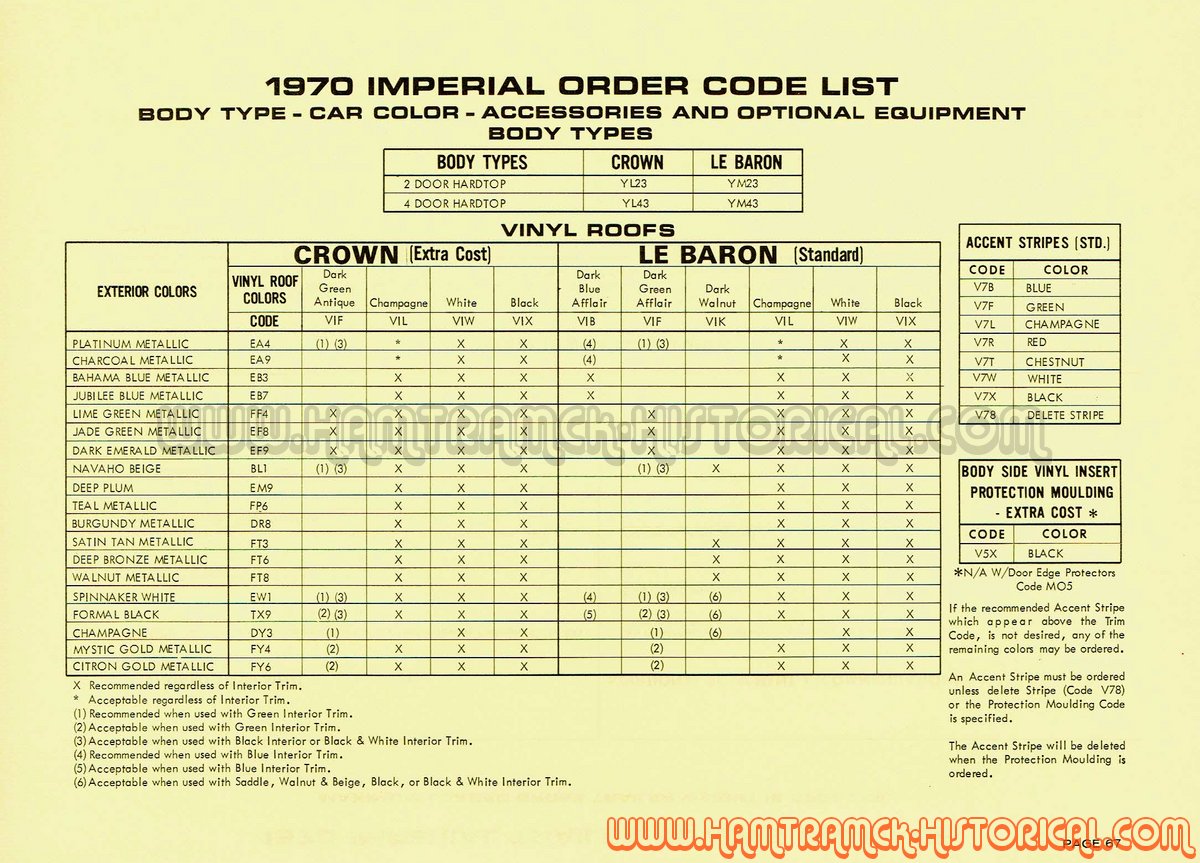 1970 IMPERIAL ORDER CODE LIST
BODY TYPE - CAR COLOR - ACCESSORIES AND OPTIONAL EQUIPMENT
BODY TYPES
BODY TYPES CROWN LE BARON
2 DOOR HARDTOP YL23 YM23
4 DOOR HARDTOP YL43 YM43
VINYL ROOFS
CROWN (Extra Cost) LE BARON (Standard)
EXTERIOR COLORS VINYL ROOF COLORS Dark Green Antique Champagne White Black Dark Blue Afflair Dark Green Afflair Dark Walnut Champagne White Black
CODE VIF VIL VIW VIX VIB VIF VIK VIL VIW VIX
PLATINUM METALLIC EA4 (1) (3) * X X (4) (1) (3) * X X
CHARCOAL METALLIC EA9 * X X (4) * X X
BAHAMA BLUE METALLIC EB3 X X X X X X X
JUBILEE BLUE METALLIC EB7 X X X X X X X
LIME GREEN METALLIC FF4 X X X X X X X X
JADE GREEN METALLIC EF8 X X X X X X X X
DARK EMERALD METALLIC EF9 X X X X X X X X
NAVAHO BEIGE BL1 (1) (3) X X X (1) (3) X X X X
DEEP PLUM EM9 X X X X X X
TEAL METALLIC FP6 X X X X X X
BURGUNDY METALLIC DR8 X X X X X X
SATIN TAN METALLIC FT3 X X X X X X X
DEEP BRONZE METALLIC FT6 X X X X X X X
WALNUT METALLIC FT8 X X X X X X X
SPINNAKER WHITE EW1 (1) (3) X X X (4) (1) (3) (6) X X X
FORMAL BLACK TX9 (2) (3) X X X (5) (2) (3) (6) X X X
CHAMPAGNE DY3 (1) X X (1) (6) X X
MYSTIC GOLD METALLIC FY4 (2) X X X (2) X X X
CITRON GOLD METALLIC FY6 (2) X X X (2) X X X
X Recommended regardless of Interior Trim.
* Acceptable regardless of Interior Trim.
(1) Recommended when used with Green Interior Trim.
(2) Acceptable when used with Green Interior Trim.
(3) Acceptable when used with Black Interior or Black & White Interior Trim.
(4) Recommended when used with Blue Interior Trim.
(5) Acceptable when used with Blue Interior Trim.
(6) Acceptable when used with Saddle, Walnut & Beige, Black, or Black & White Interior Trim.
ACCENT STRIPES (STD.)
CODE COLOR
V7B BLUE
V7F GREEN
V7L CHAMPAGNE
V7R RED
V7T CHESTNUT
V7W WHITE
V7X BLACK
V78 DELETE STRIPE
BODY SIDE VINYL INSERT
PROTECTION MOULDING
- EXTRA COST *
CODE COLOR
V5X BLACK
*N/A W/Door Edge Protectors
Code MO5
If the recommended Accent Stripe
which appear above the Trim
Code, is not desired, any of the
remaining colors may be ordered.
An Accent Stripe must be ordered
unless delete Stripe (Code V78)
or the Protection Moulding Code
is specified.
The Accent Stripe will be deleted
when the Protection Moulding is
ordered.
www.Hamtramck-Historical.com
www.Hamtramck-Historical.com
PAGE 67